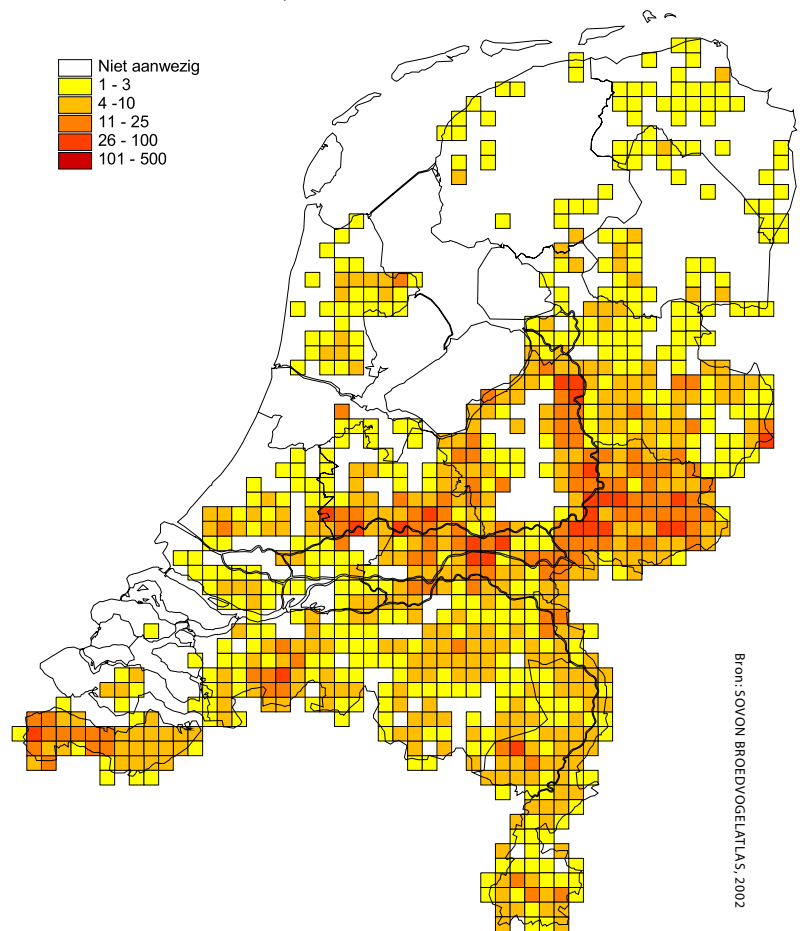 Niet aanwezig
1 - 3
4 -10
11 - 25
26 - 100
101 - 500
Bron: SOVON BROEDVOGELATLAS, 2002